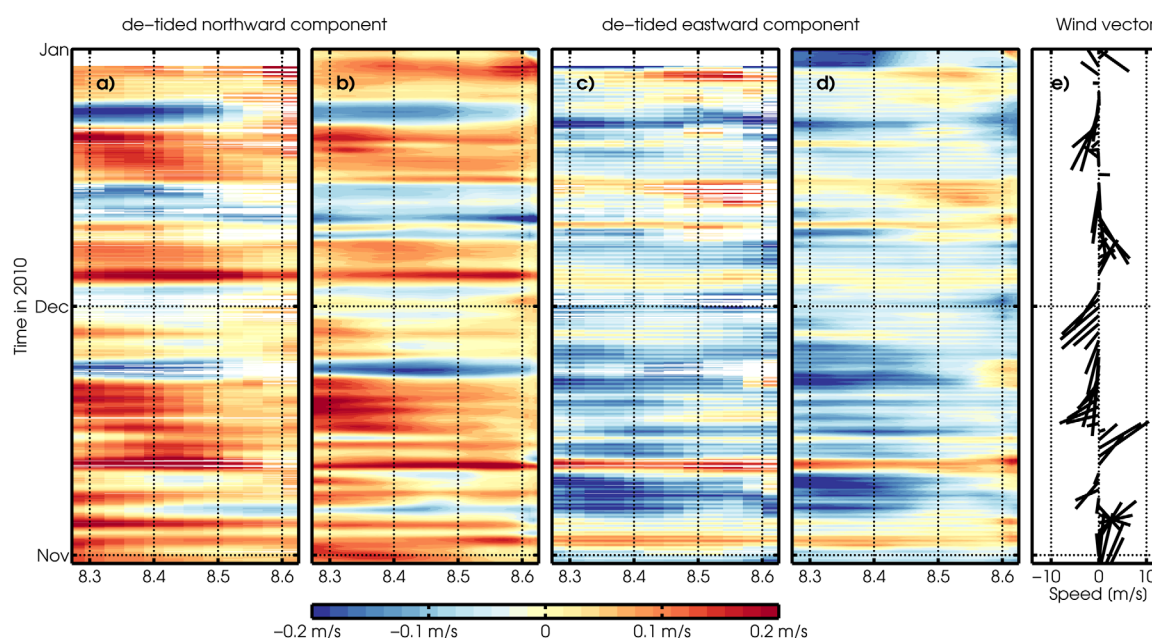 de-tided northward component
de-tided eastward component
Wind vector
Jan
a)
b)
c)
d)
e)
Time in 2010
Dec
Nov
8.3 8.4 8.5 8.6
8.3 8.4 8.5 8.6
8.3 8.4 8.5 8.6
8.3 8.4 8.5 8.6
−10 0 10
Speed (m/s)
−0.2 m/s −0.1 m/s 0 0.1 m/s 0.2 m/s